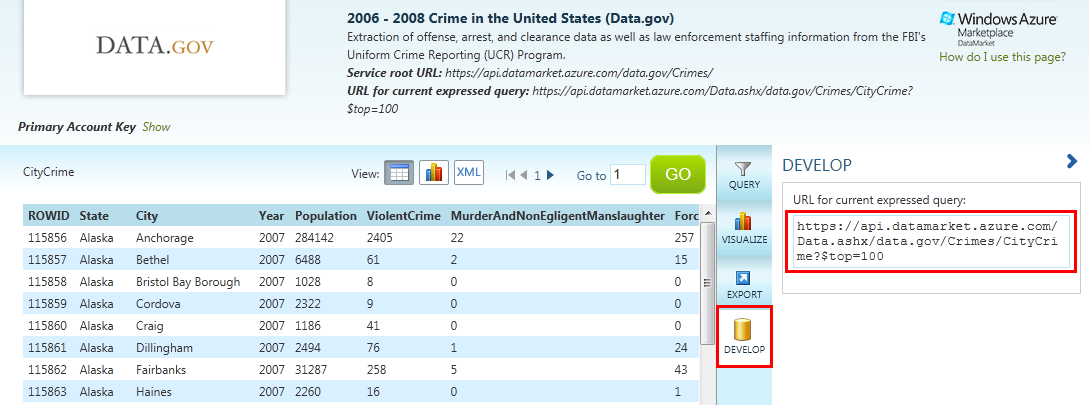 DATA.GOV
2006 - 2008 Crime in the United States (Data.gov)
Extraction of offense, arrest, and clearance data as well as law enforcement staffing information from the FBI's
Uniform Crime Reporting (UCR) Program.
Service root URL: https://api.datamarket.azure.com/data.gov/Crimes/
URL for current expressed query: https://api.datamarket.azure.com/Data.ashx/data.gov/Crimes/CityCrime?
$top=100
Windows Azure
Marketplace
DataMarket
How do I use this page?
Primary Account Key Show
CityCrime
View: XML 1 Go to 1 GO
ROWID State City Year Population ViolentCrime MurderAndNonEgligentManslaughter Forc
115856 Alaska Anchorage 2007 284142 2405 22 257
115857 Alaska Bethel 2007 6488 61 2 15
115858 Alaska Bristol Bay Borough 2007 1028 8 0 0
115859 Alaska Cordova 2007 2322 9 0 0
115860 Alaska Craig 2007 1186 41 0 0
115861 Alaska Dillingham 2007 2494 76 1 24
115862 Alaska Fairbanks 2007 31287 258 5 43
115863 Alaska Haines 2007 2260 16 0 1
QUERY
VISUALIZE
EXPORT
DEVELOP
DEVELOP
URL for current expressed query:
https://api.datamarket.azure.com/
Data.ashx/data.gov/Crimes/CityCri
me?$top=100